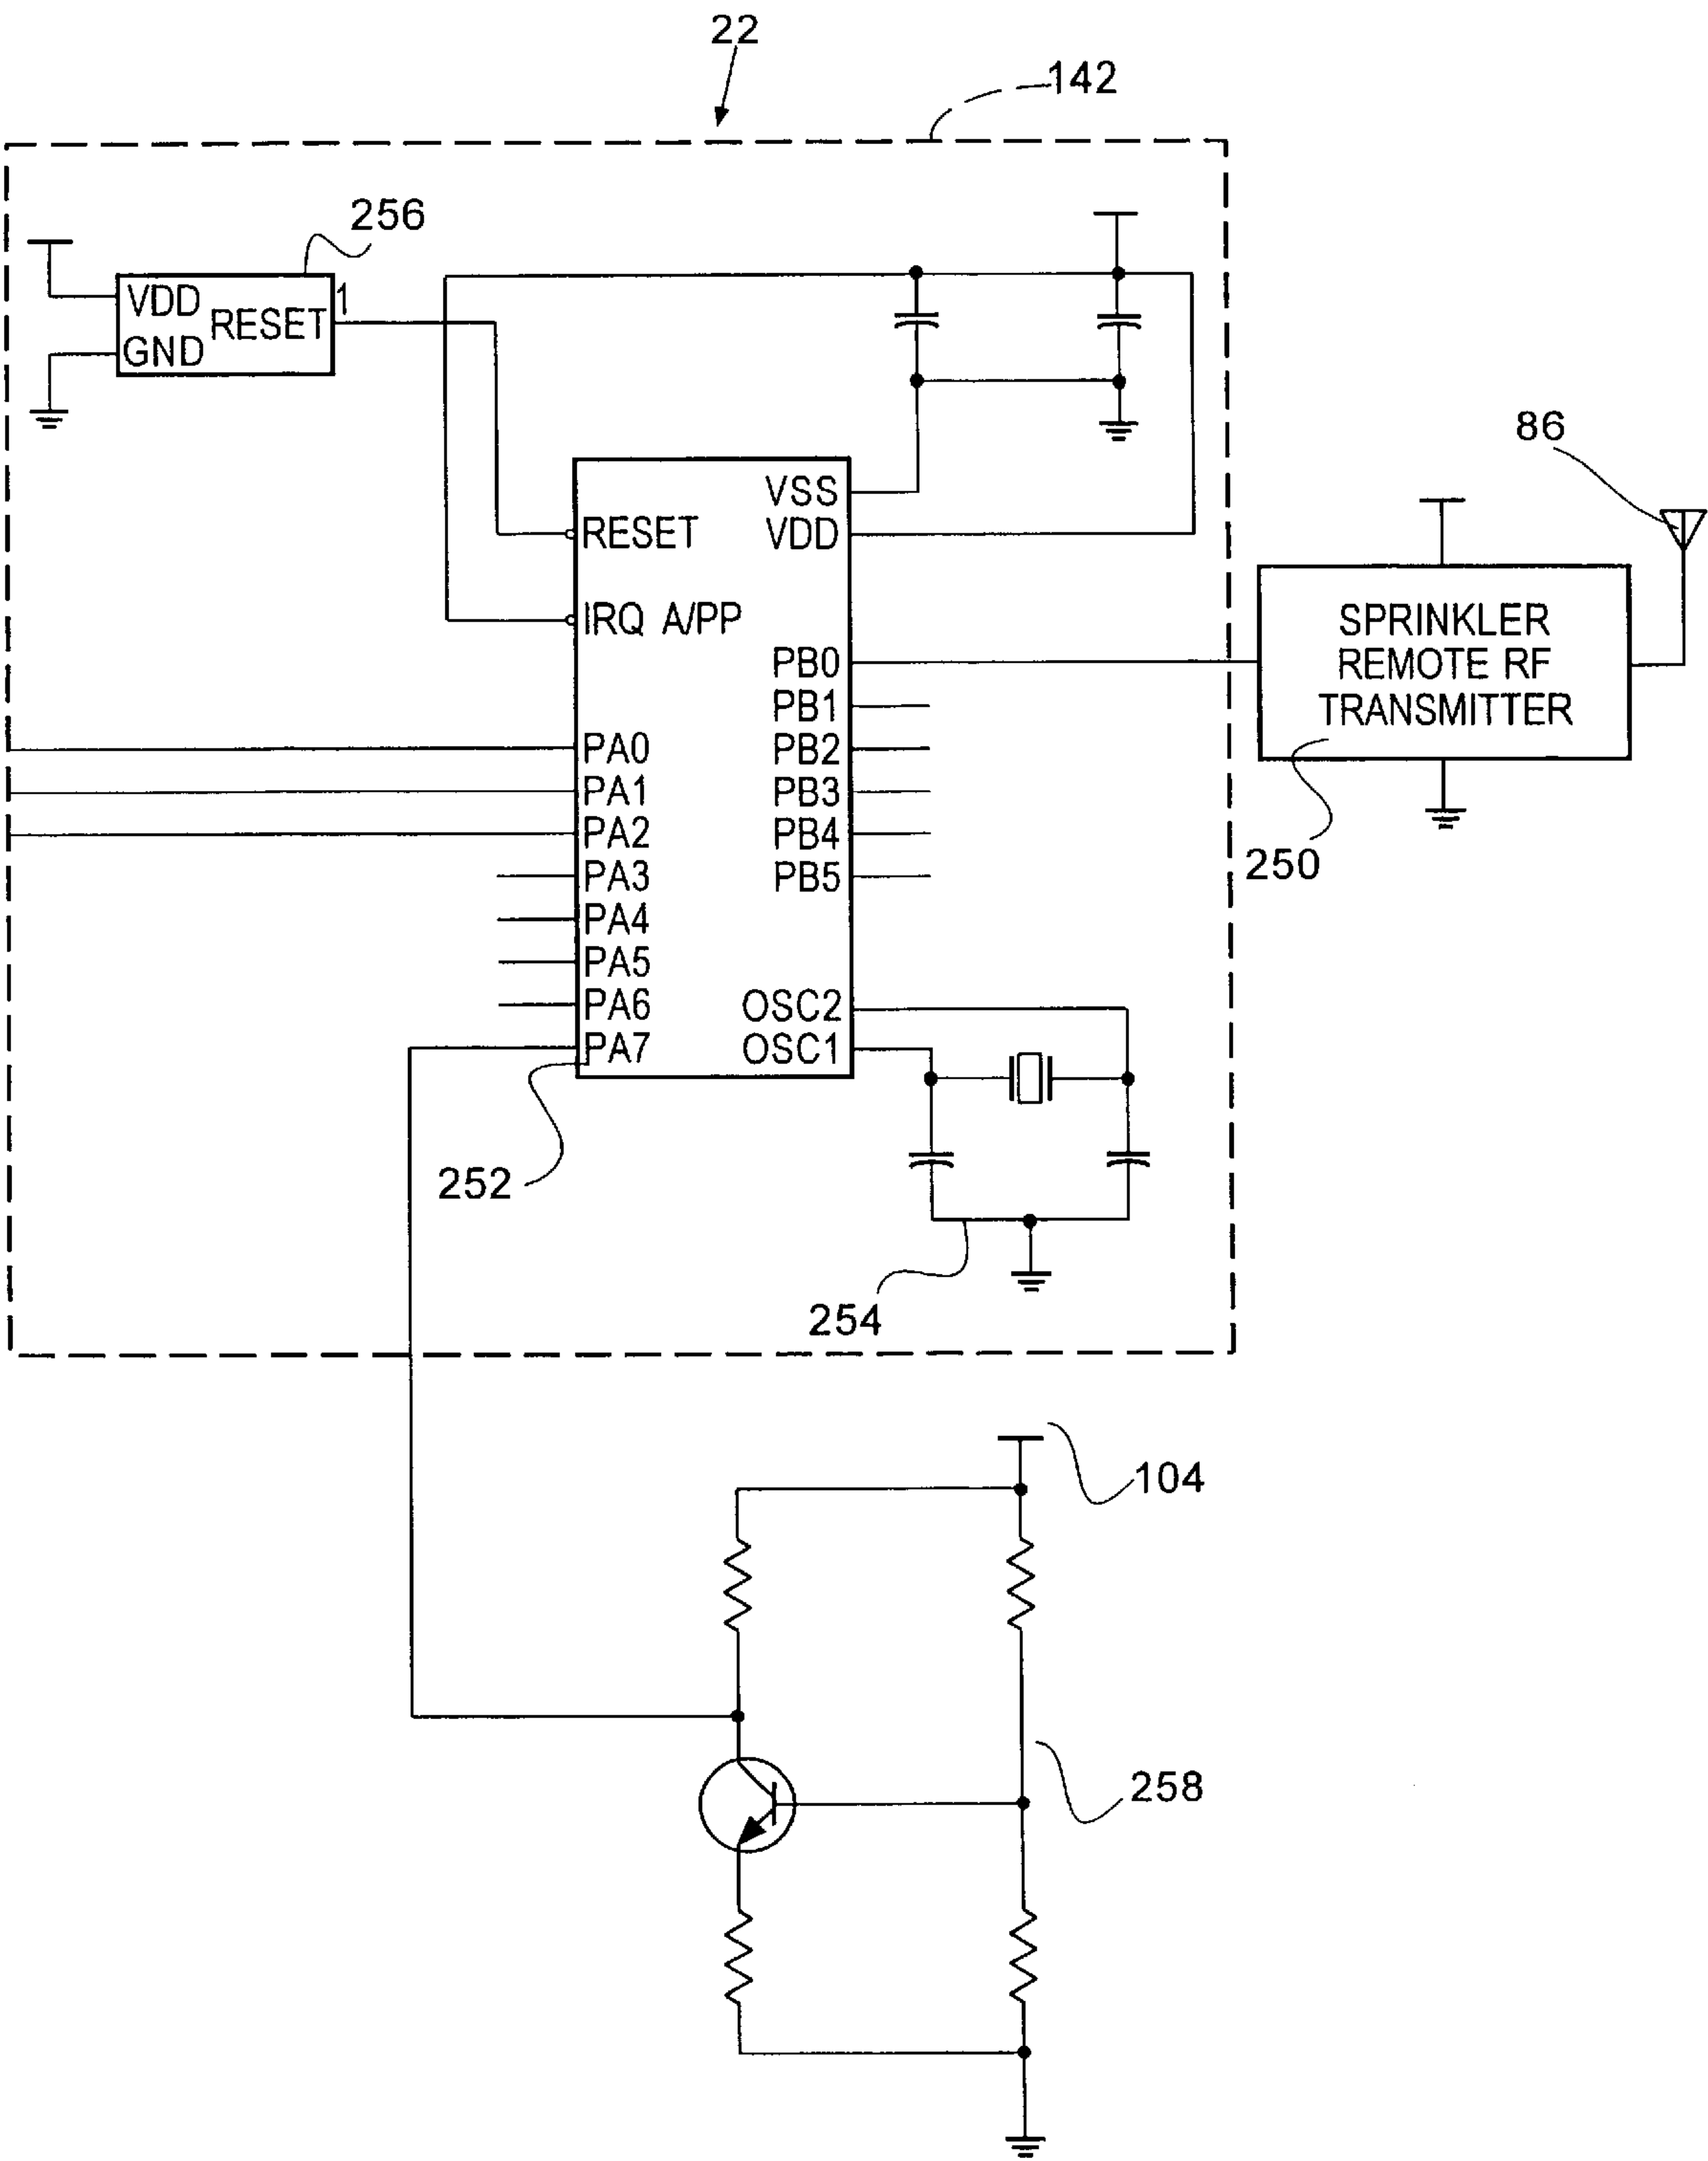 22
142
256
VDD
1
RESET
GND
86
VSS
RESET
VDD
IRQ A/PP
SPRINKLER
REMOTE RF
TRANSMITTER
PB0
PB1
PA0
PB2
PA1
PB3
PA2
PB4
250
PA3
PB5
PA4
PA5
PA6
OSC2
PA7
OSC1
252
254
104
258